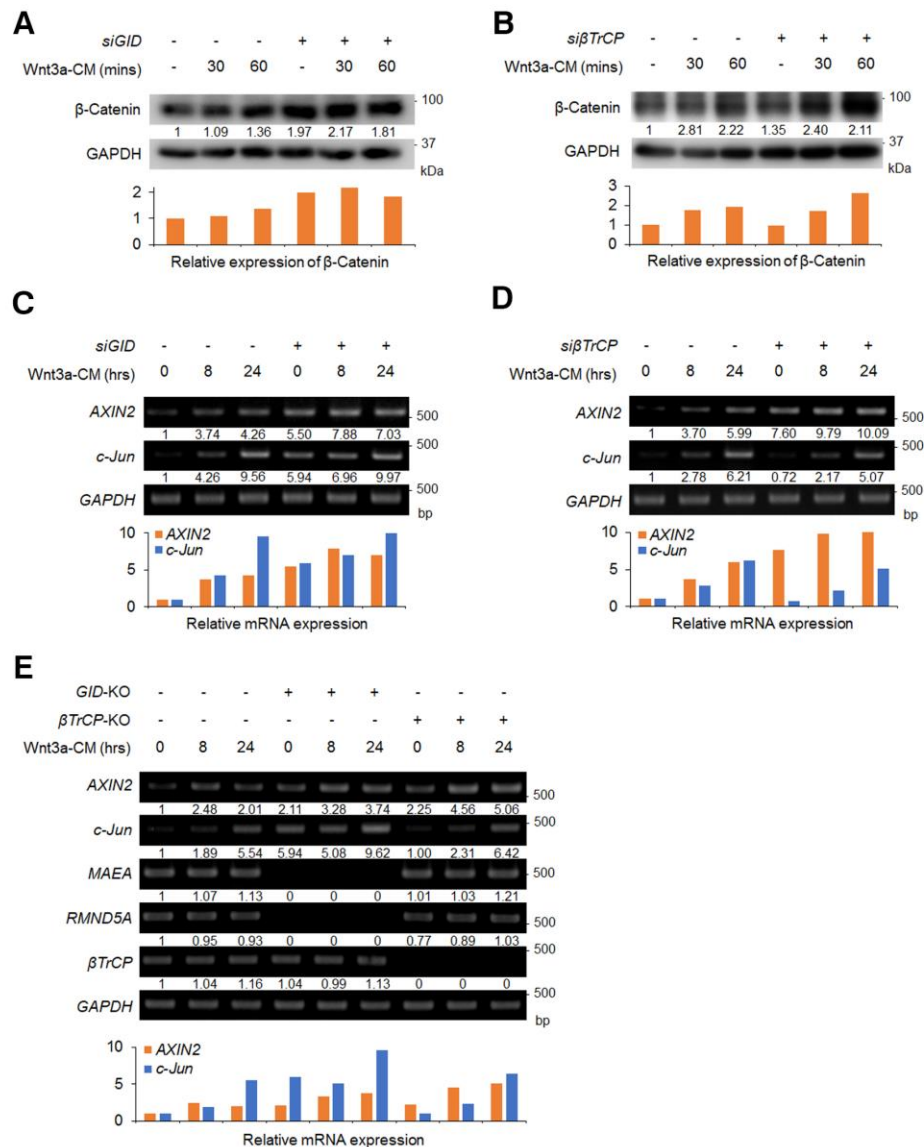 A
siGID - - - + + +
Wnt3a-CM (mins) - 30 60 - 30 60
β-Catenin 100
1 1.09 1.36 1.97 2.17 1.81
GAPDH 37
kDa
2
1
0
Relative expression of β-Catenin
B
siβTrCP - - - + + +
Wnt3a-CM (mins) - 30 60 - 30 60
β-Catenin 100
1 2.81 2.22 1.35 2.40 2.11
GAPDH 37
kDa
3
2
1
0
Relative expression of β-Catenin
C
siGID - - - + + +
Wnt3a-CM (hrs) 0 8 24 0 8 24
AXIN2 500
1 3.74 4.26 5.50 7.88 7.03
c-Jun 500
1 4.26 9.56 5.94 6.96 9.97
GAPDH 500
bp
10
5
0
AXIN2
c-Jun
Relative mRNA expression
D
siβTrCP - - - + + +
Wnt3a-CM (hrs) 0 8 24 0 8 24
AXIN2 500
1 3.70 5.99 7.60 9.79 10.09
c-Jun 500
1 2.78 6.21 0.72 2.17 5.07
GAPDH 500
bp
10
5
0
AXIN2
c-Jun
Relative mRNA expression
E
GID-KO - - - + + + - - -
βTrCP-KO - - - - - - + + +
Wnt3a-CM (hrs) 0 8 24 0 8 24 0 8 24
AXIN2 500
1 2.48 2.01 2.11 3.28 3.74 2.25 4.56 5.06
c-Jun 500
1 1.89 5.54 5.94 5.08 9.62 1.00 2.31 6.42
MAEA 500
1 1.07 1.13 0 0 0 1.01 1.03 1.21
RMND5A 500
1 0.95 0.93 0 0 0 0.77 0.89 1.03
βTrCP 500
1 1.04 1.16 1.04 0.99 1.13 0 0 0
GAPDH 500
bp
10
5
0
AXIN2
c-Jun
Relative mRNA expression